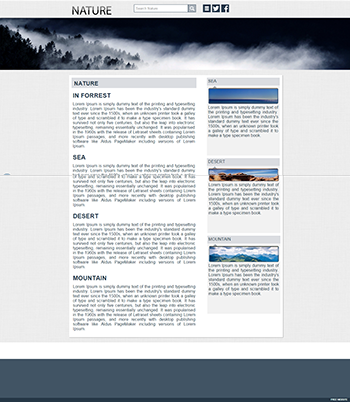 NATURE
Search Name
NATURE
IN FORREST
Lorem Ipsum is simply dummy text of the printing and typesetting
industry. Lorem Ipsum has been the industry's standard dummy
text ever since the 1500s, when an unknown printer took a galley
of type and scrambled it to make a type specimen book. It has
survived not only five centuries, but also the leap into electronic
typesetting, remaining essentially unchanged. It was popularised
in the 1960s with the release of Letraset sheets containing Lorem
Ipsum passages, and more recently with desktop publishing
software like Aldus PageMaker including versions of Lorem
Ipsum.
SEA
Lorem Ipsum is simply dummy text of the printing and typesetting
industry. Lorem Ipsum has been the industry's standard dummy
text ever since the 1500s, when an unknown printer took a galley
of type and scrambled it to make a type specimen book. It has
survived not only five centuries, but also the leap into electronic
typesetting, remaining essentially unchanged. It was popularised
in the 1960s with the release of Letraset sheets containing Lorem
Ipsum passages, and more recently with desktop publishing
software like Aldus PageMaker including versions of Lorem
Ipsum.
DESERT
Lorem Ipsum is simply dummy text of the printing and typesetting
industry. Lorem Ipsum has been the industry's standard dummy
text ever since the 1500s, when an unknown printer took a galley
of type and scrambled it to make a type specimen book. It has
survived not only five centuries, but also the leap into electronic
typesetting, remaining essentially unchanged. It was popularised
in the 1960s with the release of Letraset sheets containing Lorem
Ipsum passages, and more recently with desktop publishing
software like Aldus PageMaker including versions of Lorem
Ipsum.
MOUNTAIN
Lorem Ipsum is simply dummy text of the printing and typesetting
industry. Lorem Ipsum has been the industry's standard dummy
text ever since the 1500s, when an unknown printer took a galley
of type and scrambled it to make a type specimen book. It has
survived not only five centuries, but also the leap into electronic
typesetting, remaining essentially unchanged. It was popularised
in the 1960s with the release of Letraset sheets containing Lorem
Ipsum passages, and more recently with desktop publishing
software like Aldus PageMaker including versions of Lorem
Ipsum.
SEA
Lorem Ipsum is simply dummy text of
the printing and typesetting industry.
Lorem Ipsum has been the industry's
standard dummy text ever since the
1500s, when an unknown printer took
a galley of type and scrambled it to
make a type specimen book.
DESERT
Lorem Ipsum is simply dummy text of
the printing and typesetting industry.
Lorem Ipsum has been the industry's
standard dummy text ever since the
1500s, when an unknown printer took
a galley of type and scrambled it to
make a type specimen book.
MOUNTAIN
Lorem Ipsum is simply dummy text of
the printing and typesetting industry.
Lorem Ipsum has been the industry's
standard dummy text ever since the
1500s, when an unknown printer took
a galley of type and scrambled it to
make a type specimen book.